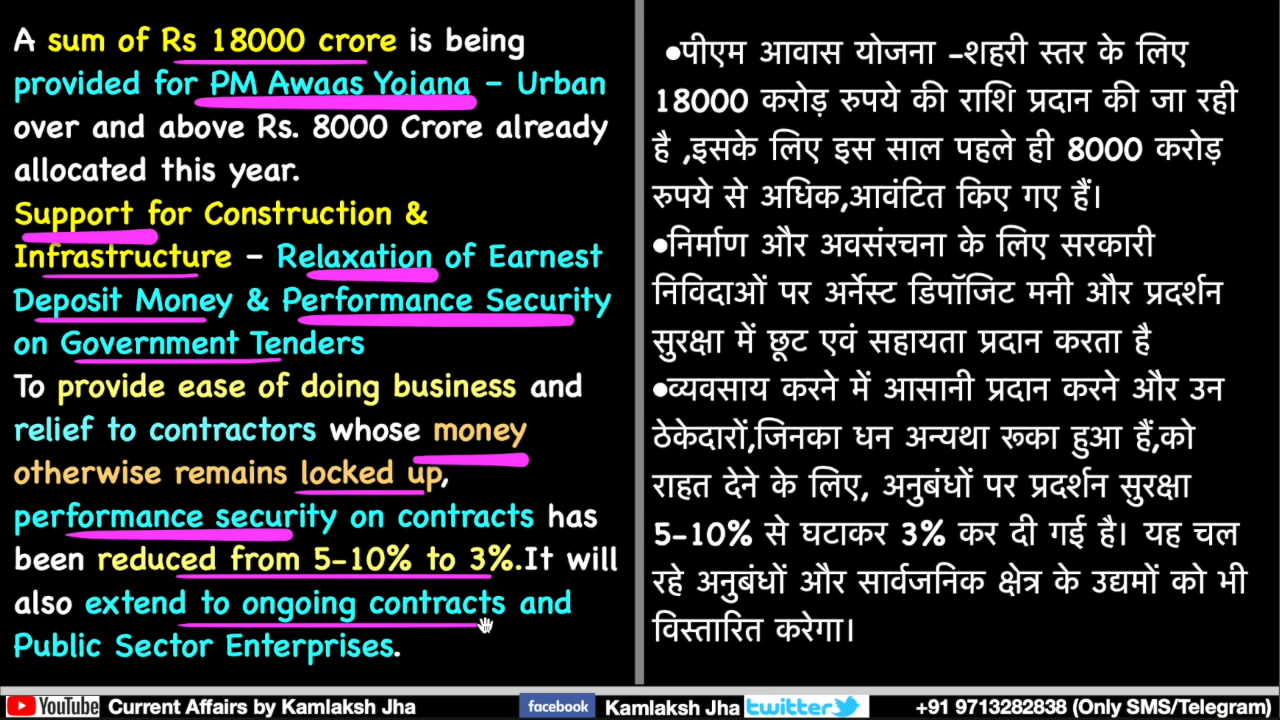 A sum of Rs 18000 crore is being
provided for PM Awaas Yojana – Urban
over and above Rs. 8000 Crore already
allocated this year.
Support for Construction &
Infrastructure – Relaxation of Earnest
Deposit Money & Performance Security
on Government Tenders
To provide ease of doing business and
relief to contractors whose money
otherwise remains locked up,
performance security on contracts has
been reduced from 5-10% to 3%.It will
also extend to ongoing contracts and
Public Sector Enterprises.
•पीएम आवास योजना –शहरी स्तर के लिए
18000 करोड़ रुपये की राशि प्रदान की जा रही
है ,इसके लिए इस साल पहले ही 8000 करोड़
रुपये से अधिक,आवंटित किए गए हैं।
•निर्माण और अवसंरचना के लिए सरकारी
निविदाओं पर अर्नेस्ट डिपॉजिट मनी और प्रदर्शन
सुरक्षा में छूट एवं सहायता प्रदान करता है
•व्यवसाय करने में आसानी प्रदान करने और उन
ठेकेदारों,जिनका धन अन्यथा रूका हुआ हैं,को
राहत देने के लिए, अनुबंधों पर प्रदर्शन सुरक्षा
5-10% से घटाकर 3% कर दी गई है। यह चल
रहे अनुबंधों और सार्वजनिक क्षेत्र के उद्यमों को भी
विस्तारित करेगा।
YouTube Current Affairs by Kamlaksh Jha facebook Kamlaksh Jha twitter +91 9713282838 (Only SMS/Telegram)